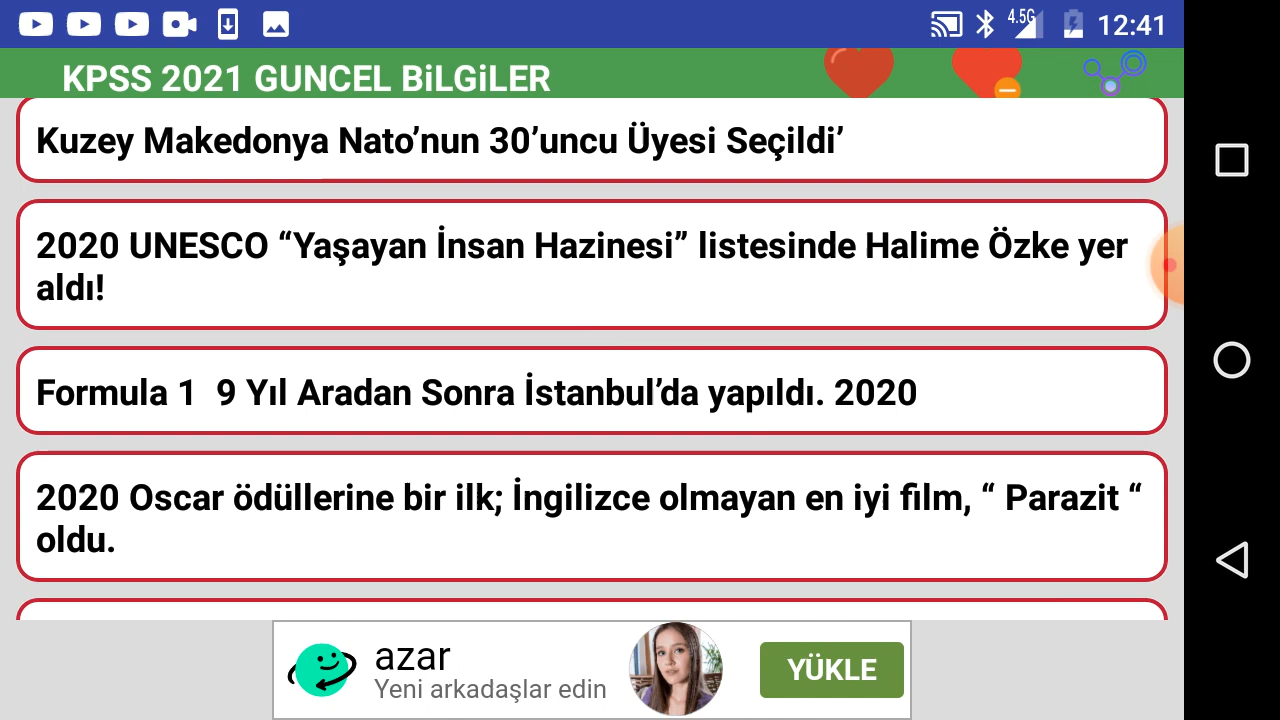 4.5G
12:41
KPSS 2021 GUNCEL BiLGiLER
Kuzey Makedonya Nato’nun 30’uncu Üyesi Seçildi’
2020 UNESCO “Yaşayan İnsan Hazinesi” listesinde Halime Özke yer
aldı!
Formula 1  9 Yıl Aradan Sonra İstanbul’da yapıldı. 2020
2020 Oscar ödüllerine bir ilk; İngilizce olmayan en iyi film, “ Parazit “
oldu.
azar
Yeni arkadaşlar edin
YÜKLE